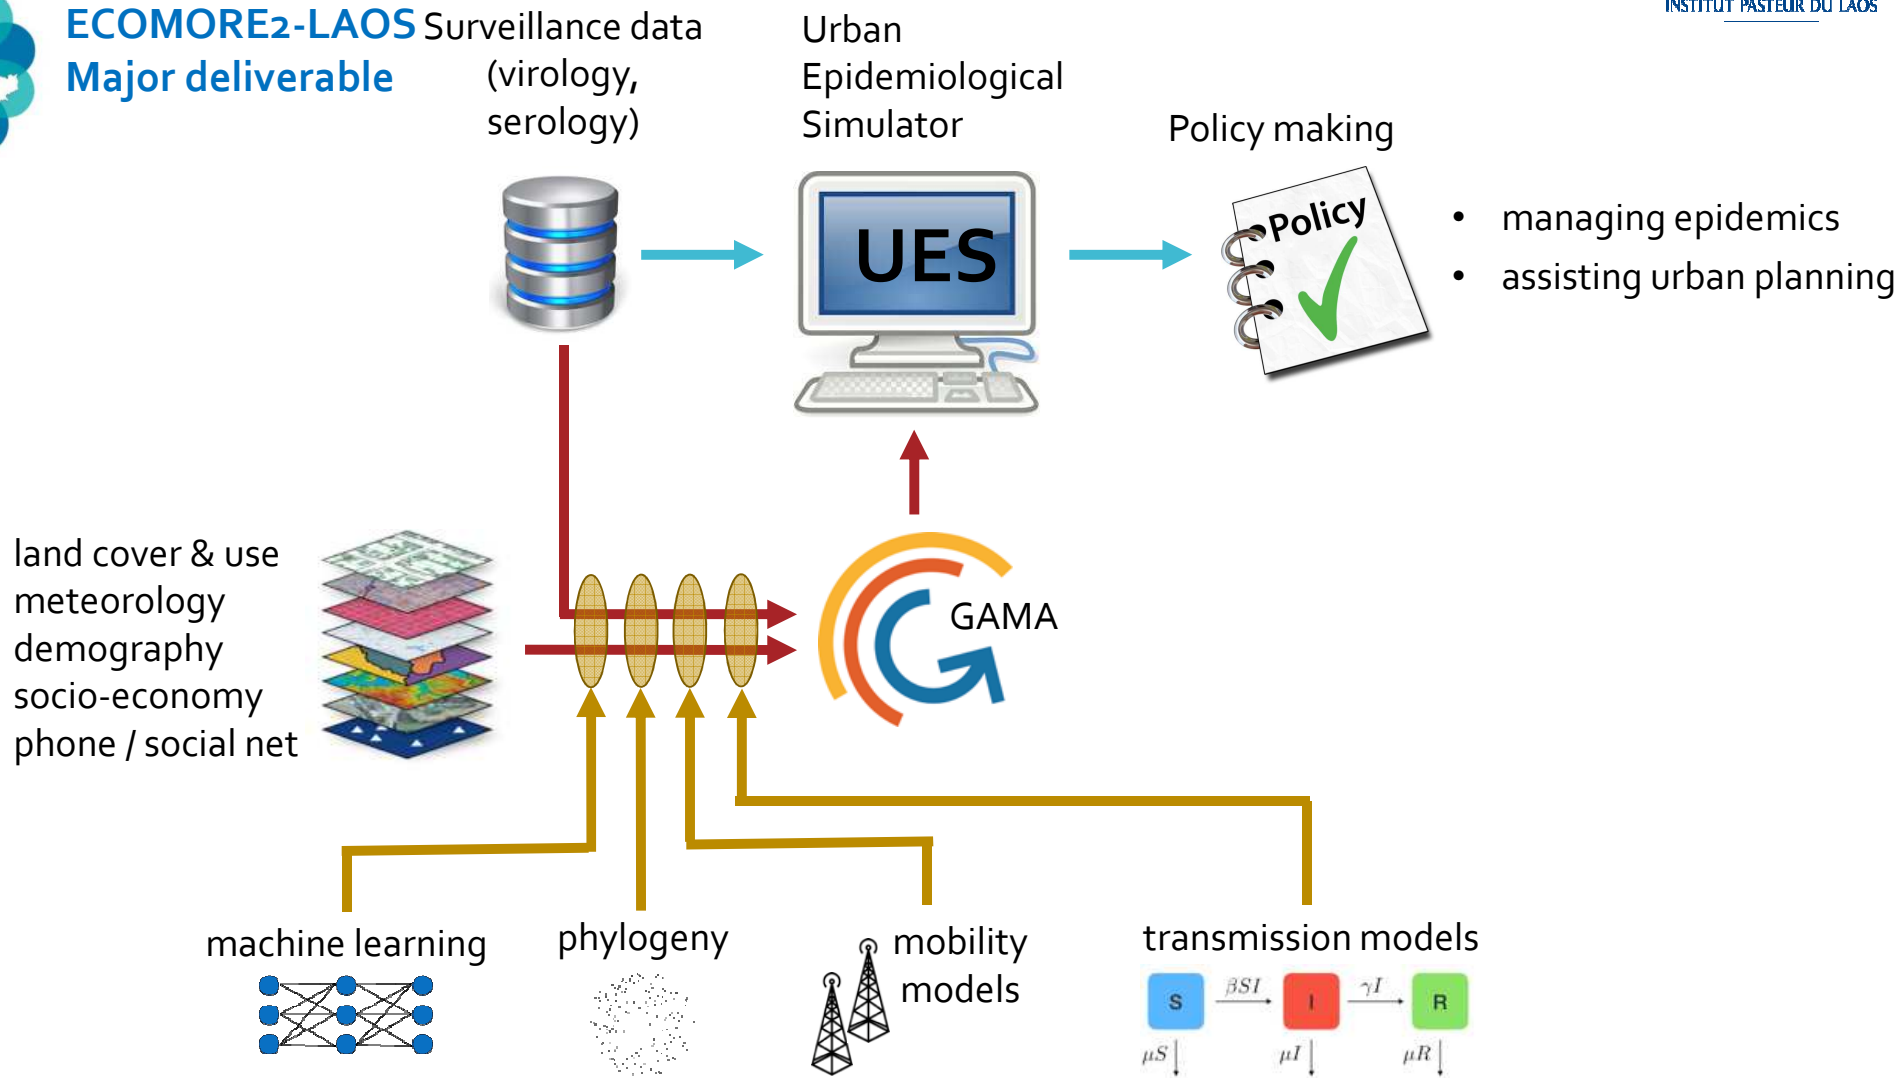 INSTITUT PASTEUR DU LAOS
ECOMORE2-LAOS
Major deliverable
Surveillance data
(virology,
serology)
Urban
Epidemiological
Simulator
Policy making
UES
Policy
• managing epidemics
• assisting urban planning
land cover & use
meteorology
demography
socio-economy
phone / social net
GAMA
machine learning
phylogeny
mobility
models
transmission models
S βSI I γI R
μS μI μR